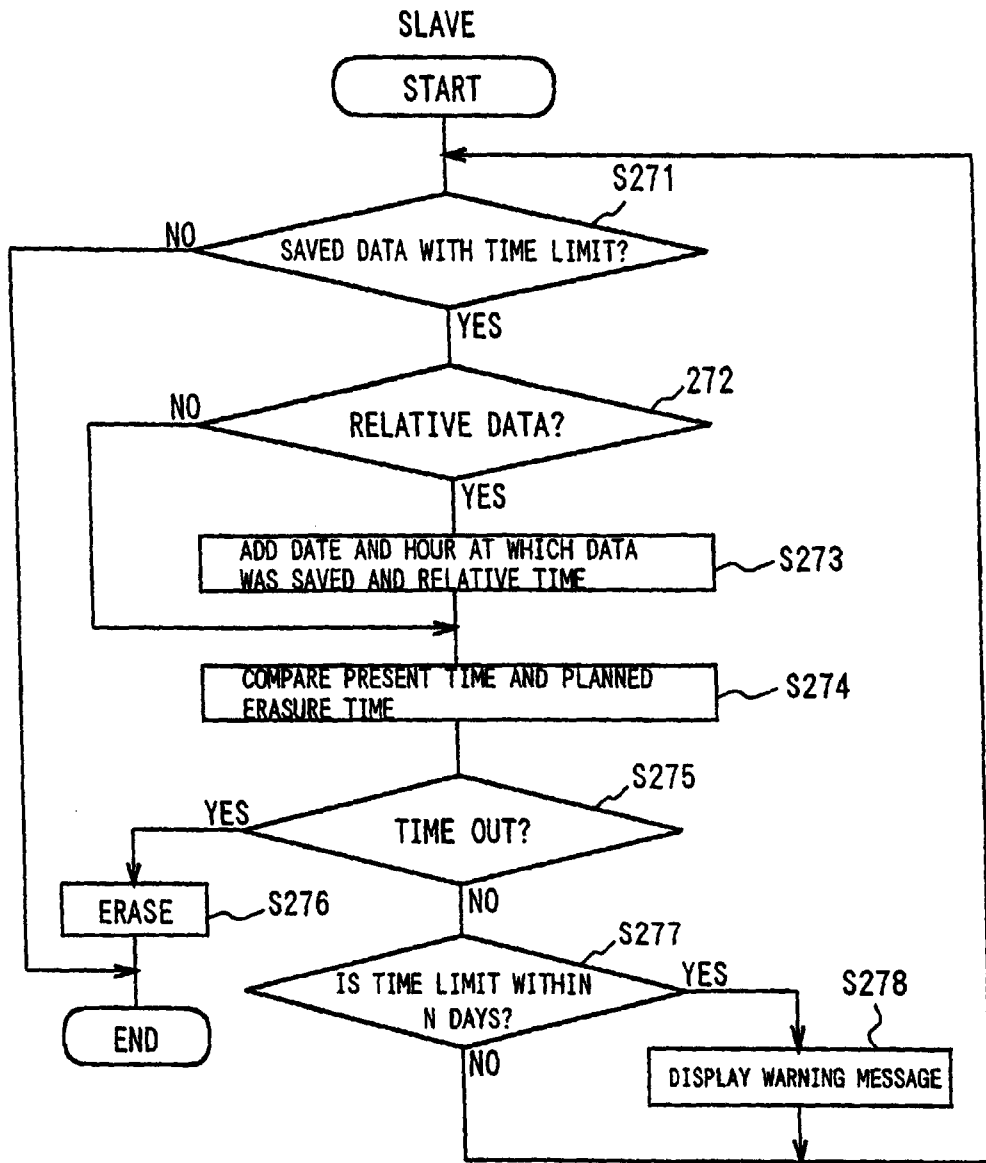 SLAVE
START
S271
NO
SAVED DATA WITH TIME LIMIT?
YES
272
NO
RELATIVE DATA?
YES
ADD DATE AND HOUR AT WHICH DATA
WAS SAVED AND RELATIVE TIME
S273
COMPARE PRESENT TIME AND PLANNED
ERASURE TIME
S274
S275
YES
TIME OUT?
NO
ERASE
S276
S277
IS TIME LIMIT WITHIN
N DAYS?
YES
NO
S278
DISPLAY WARNING MESSAGE
END